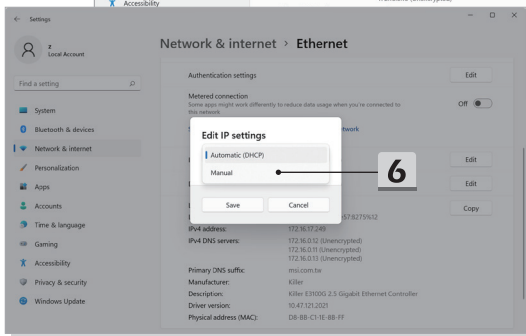 Accessibility
Settings
Network & internet > Ethernet
z
Local Account
Find a setting
System
Bluetooth & devices
Network & internet
Personalization
Apps
Accounts
Time & language
Gaming
Accessibility
Privacy & security
Windows Update
Authentication settings
Edit
Metered connection
Some apps might work differently to reduce data usage when you're connected to
this network
Off
Edit IP settings
Automatic (DHCP)
Manual
6
Save
Cancel
Edit
Edit
Copy
IPv4 address: 172.16.17.249
IPv4 DNS servers: 172.16.0.12 (Unencrypted)
172.16.0.11 (Unencrypted)
172.16.0.13 (Unencrypted)
Primary DNS suffix: msi.com.tw
Manufacturer: Killer
Description: Killer E3100G 2.5 Gigabit Ethernet Controller
Driver version: 10.47.121.2021
Physical address (MAC): D8-BB-C1-1E-8B-FF